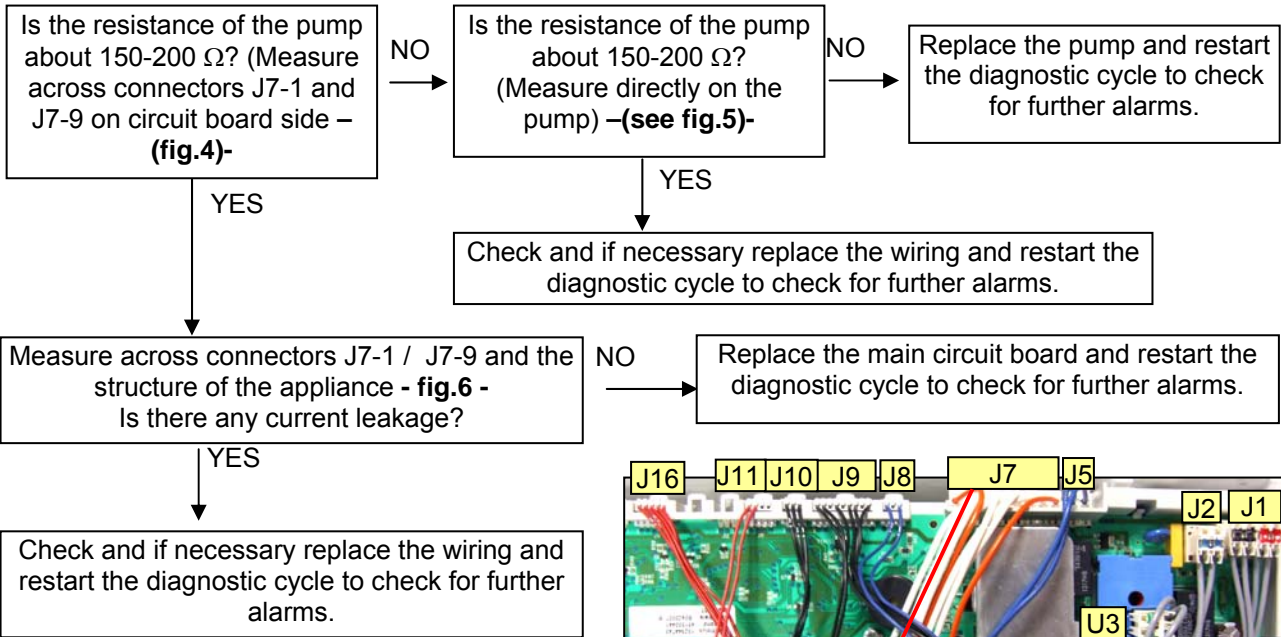 Is the resistance of the pump
about 150-200 Ω? (Measure
across connectors J7-1 and
J7-9 on circuit board side –
(fig.4)-
NO
Is the resistance of the pump
about 150-200 Ω?
(Measure directly on the
pump) –(see fig.5)-
NO
Replace the pump and restart
the diagnostic cycle to check
for further alarms.
YES
YES
Check and if necessary replace the wiring and restart the
diagnostic cycle to check for further alarms.
Measure across connectors J7-1 / J7-9 and the
structure of the appliance - fig.6 -
Is there any current leakage?
NO
Replace the main circuit board and restart the
diagnostic cycle to check for further alarms.
YES
Check and if necessary replace the wiring and
restart the diagnostic cycle to check for further
alarms.
J16 J11 J10 J9 J8 J7 J5
J2 J1
U3